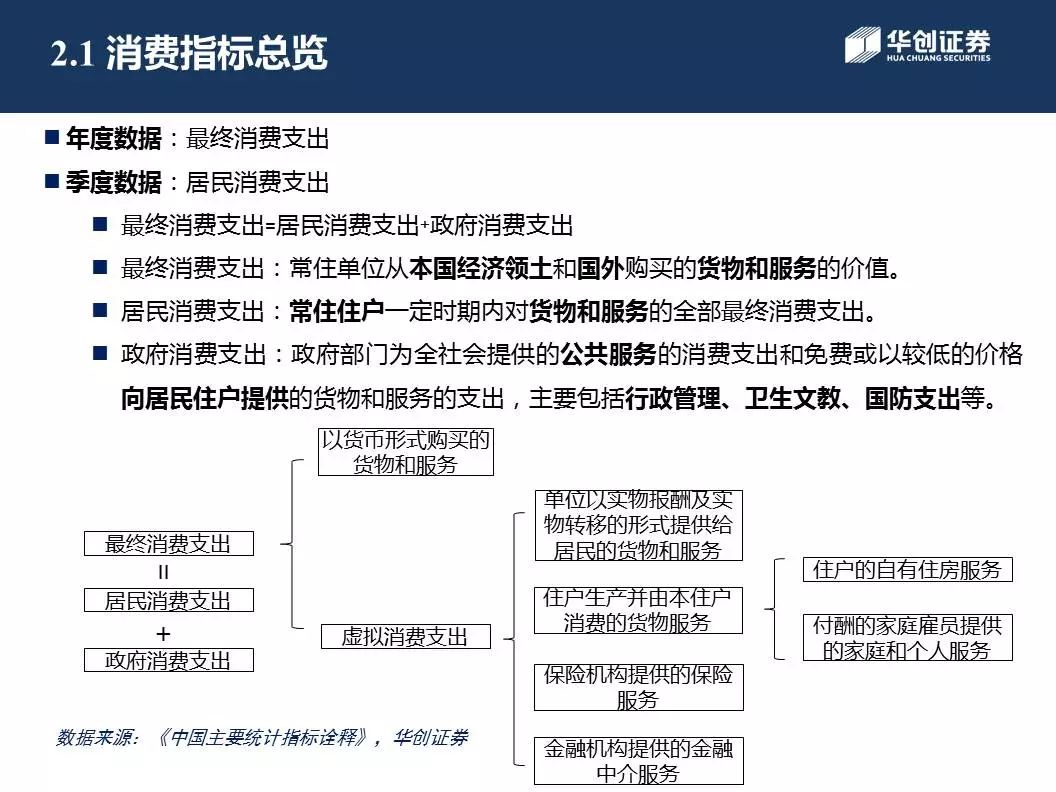 2.1 消费指标总览
华创证券
HUA CHUANG SECURITIES
年度数据：最终消费支出
季度数据：居民消费支出
最终消费支出=居民消费支出+政府消费支出
最终消费支出：常住单位从本国经济领土和国外购买的货物和服务的价值。
居民消费支出：常住住户一定时期内对货物和服务的全部最终消费支出。
政府消费支出：政府部门为全社会提供的公共服务的消费支出和免费或以较低的价格
向居民住户提供的货物和服务的支出，主要包括行政管理、卫生文教、国防支出等。
最终消费支出
=
居民消费支出
+
政府消费支出
以货币形式购买的
货物和服务
虚拟消费支出
单位以实物报酬及实
物转移的形式提供给
居民的货物和服务
住户生产并由本住户
消费的货物服务
保险机构提供的保险
服务
金融机构提供的金融
中介服务
住户的自有住房服务
付酬的家庭雇员提供
的家庭和个人服务
数据来源：《中国主要统计指标诠释》，华创证券